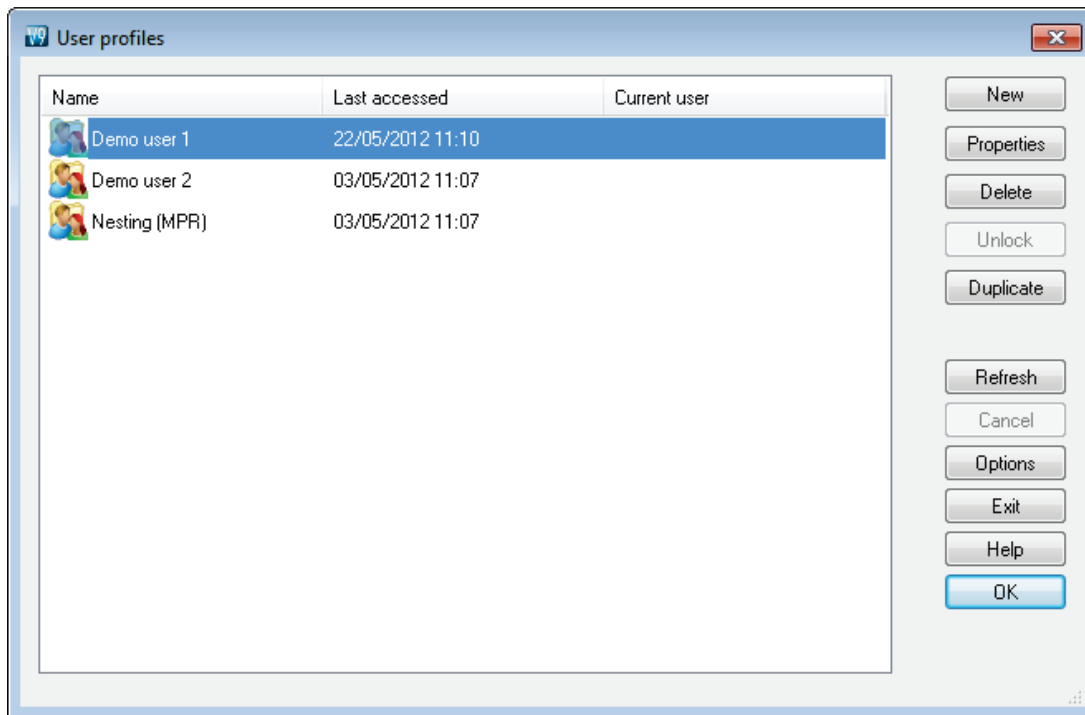 V9 User profiles
Name Last accessed Current user
Demo user 1 22/05/2012 11:10
Demo user 2 03/05/2012 11:07
Nesting (MPR) 03/05/2012 11:07
New
Properties
Delete
Unlock
Duplicate
Refresh
Cancel
Options
Exit
Help
OK